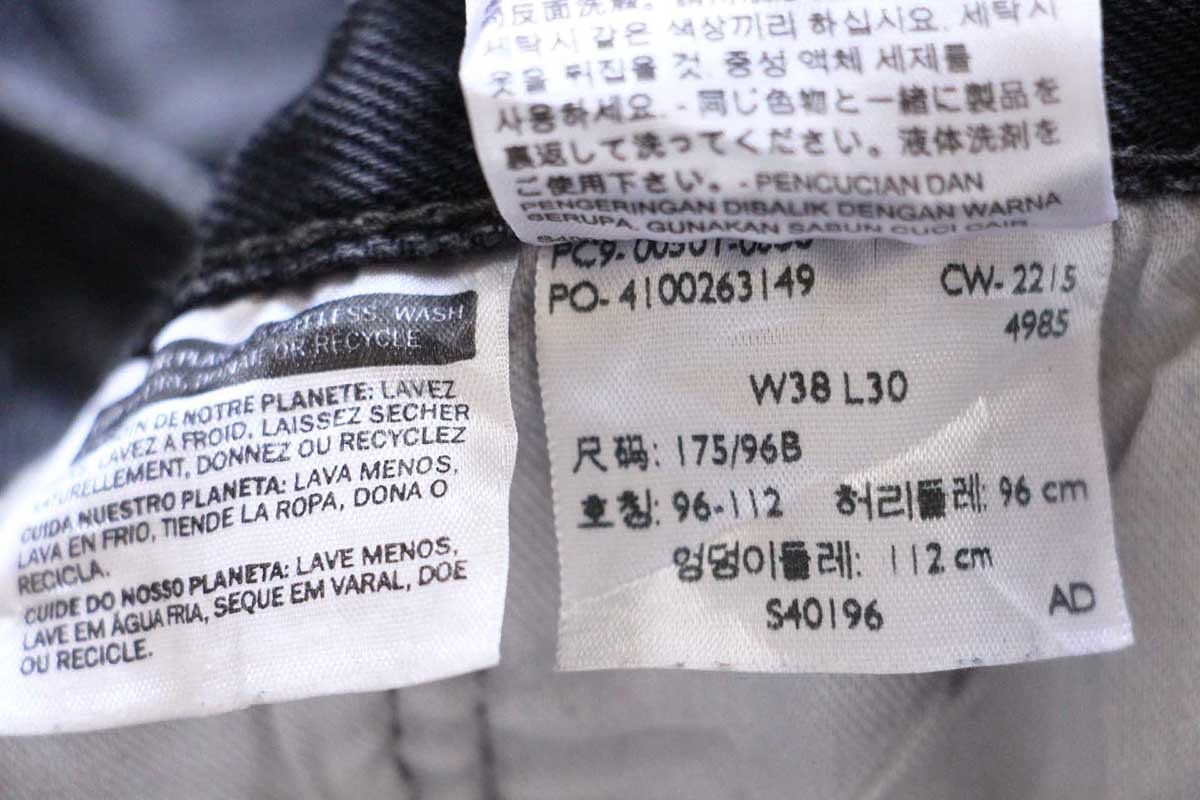 세탁시 같은 색상끼리 하십시요. 세탁시
옷을 뒤집을 것. 중성 액체 세제를
사용하세요. - 同じ色物と一緒に製品を
裏返して洗ってください。液体洗剤を
ご使用下さい。- PENCUCIAN DAN
PENGERINGAN DIBALIK DENGAN WARNA
SERUPA. GUNAKAN SABUN CUCI CAIR
PO- 4100263149
CW- 2215
4985
W38 L30
尺码: 175/96B
호칭: 96-112 허리둘레: 96 cm
엉덩이둘레: 112 cm
S40196
AD
WASH
OR RECYCLE
DE NOTRE PLANETE: LAVEZ
LAVEZ A FROID, LAISSEZ SECHER
NATURELLEMENT, DONNEZ OU RECYCLEZ
CUIDA NUESTRO PLANETA: LAVA MENOS,
LAVA EN FRIO, TIENDE LA ROPA, DONA O
RECICLA.
CUIDE DO NOSSO PLANETA: LAVE MENOS,
LAVE EM ÁGUA FRIA, SEQUE EM VARAL, DOE
OU RECICLE.